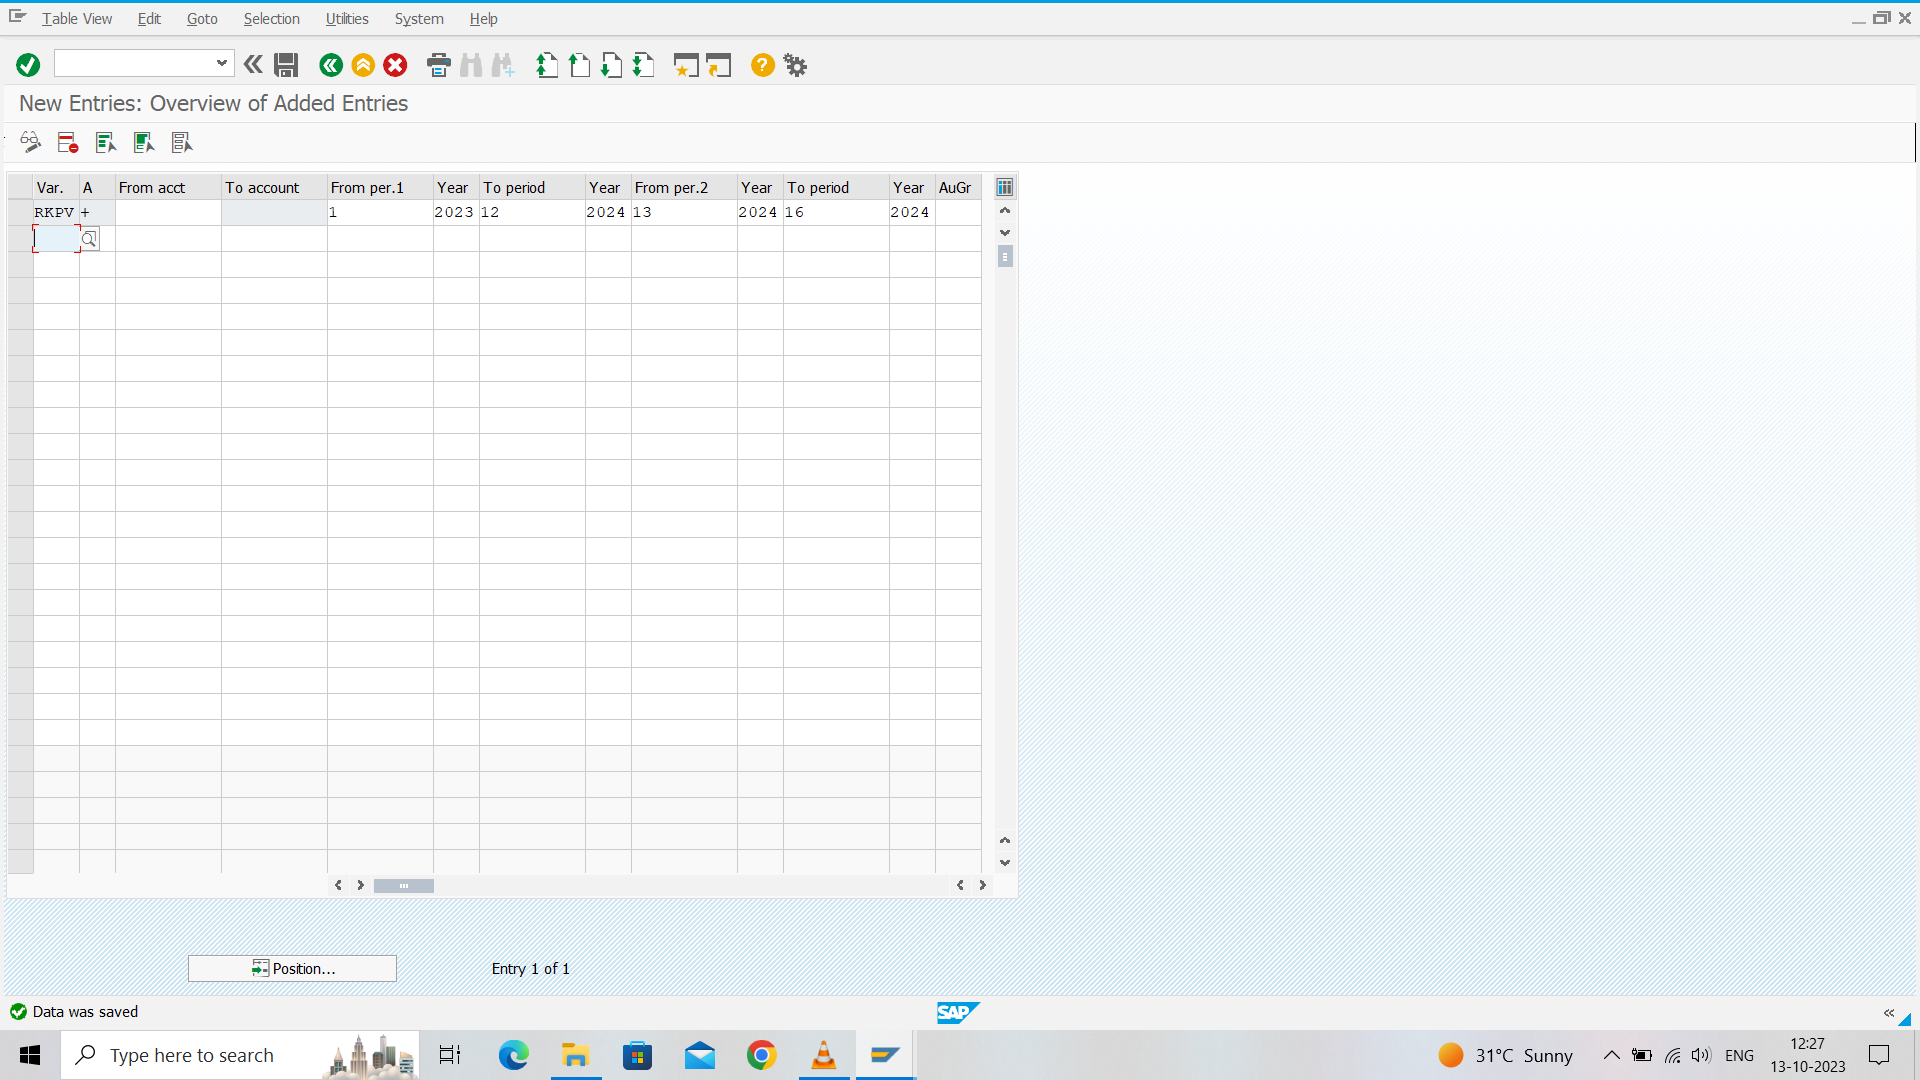 Table View Edit Goto Selection Utilities System Help
New Entries: Overview of Added Entries
Var. A From acct To account From per.1 Year To period Year From per.2 Year To period Year AuGr
RKPV + 1 2023 12 2024 13 2024 16 2024
Position...
Entry 1 of 1
Data was saved
SAP
Type here to search
31°C Sunny
ENG
12:27
13-10-2023